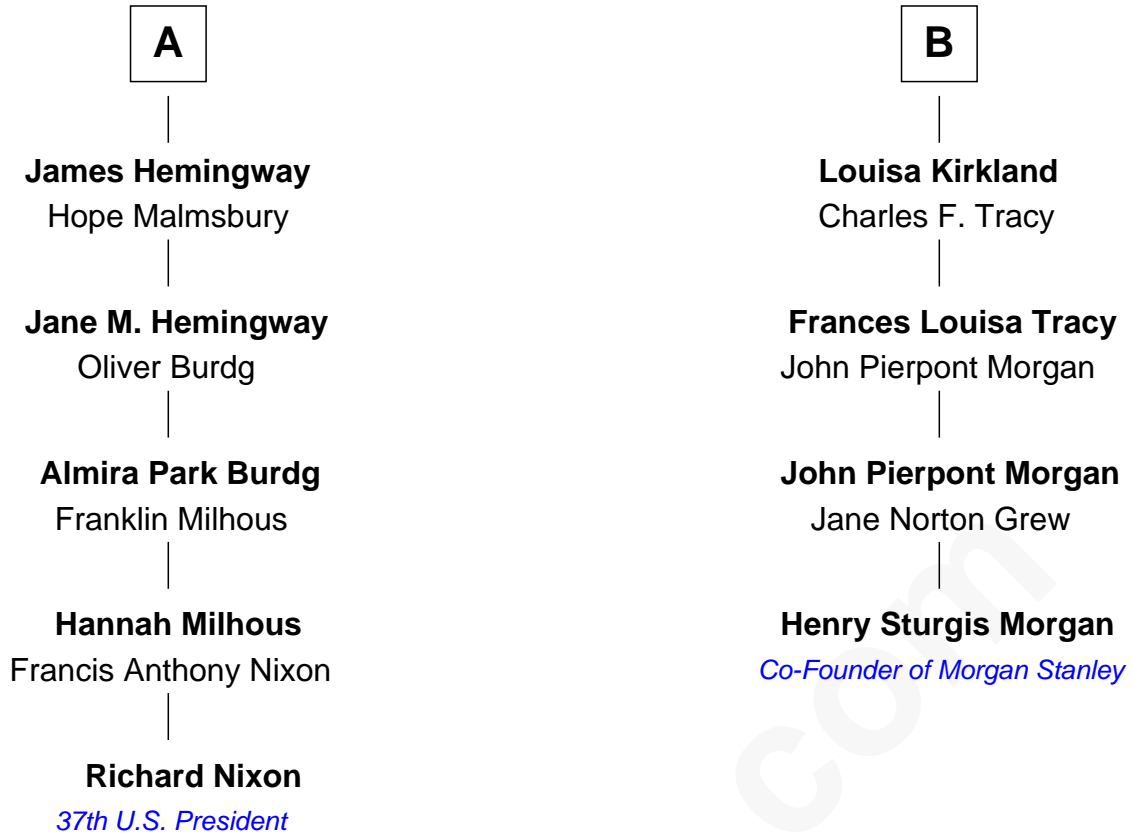 A
James Hemingway
Hope Malmsbury
Jane M. Hemingway
Oliver Burdg
Almira Park Burdg
Franklin Milhous
Hannah Milhous
Francis Anthony Nixon
Richard Nixon
37th U.S. President
B
Louisa Kirkland
Charles F. Tracy
Frances Louisa Tracy
John Pierpont Morgan
John Pierpont Morgan
Jane Norton Grew
Henry Sturgis Morgan
Co-Founder of Morgan Stanley
com